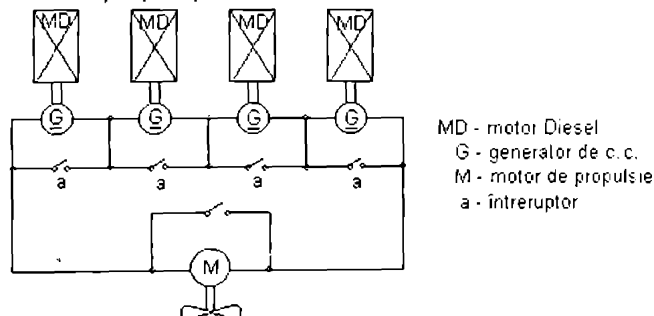 MD MD MD MD
G G G G
a a a a
M
MD - motor Diesel
G - generator de c.c.
M - motor de propulsie
a - întreruptor